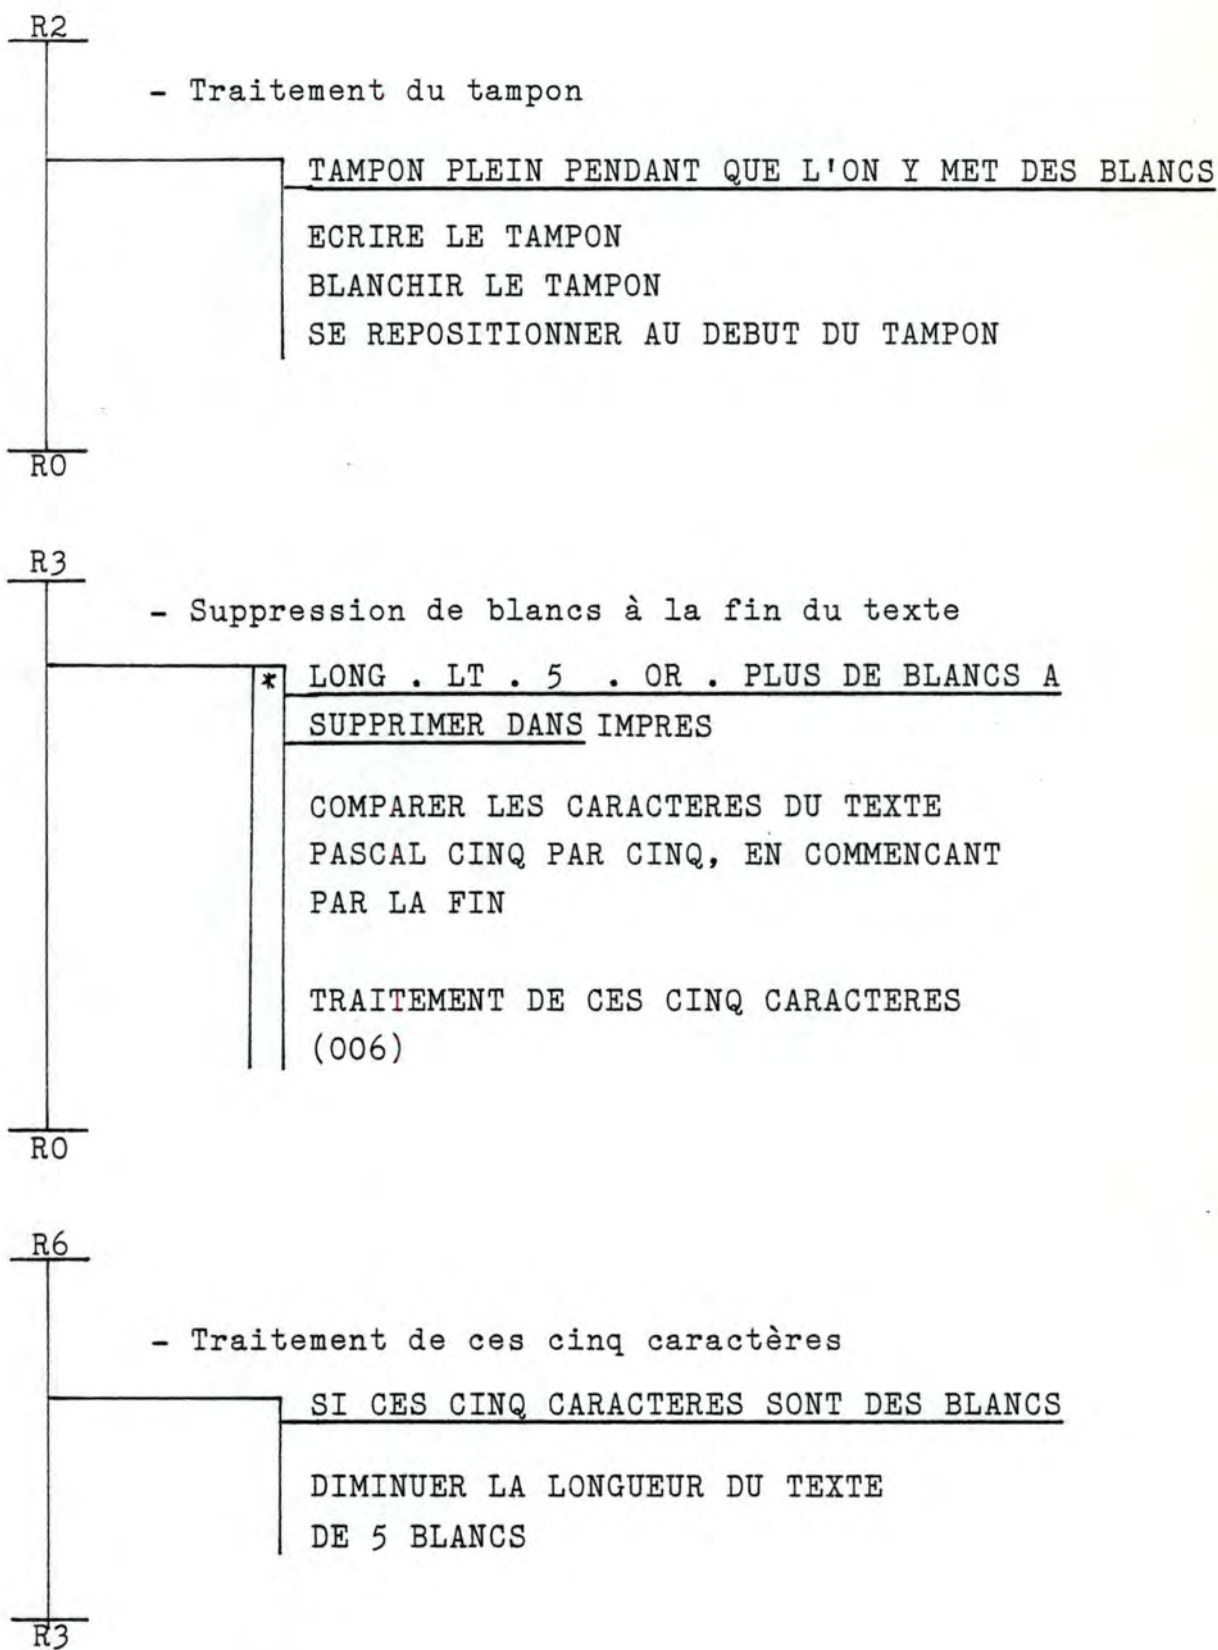 R2
- Traitement du tampon
TAMPON PLEIN PENDANT QUE L'ON Y MET DES BLANCS
ECRIRE LE TAMPON
BLANCHIR LE TAMPON
SE REPOSITIONNER AU DEBUT DU TAMPON
RO
R3
- Suppression de blancs à la fin du texte
* LONG . LT . 5 . OR . PLUS DE BLANCS A
SUPPRIMER DANS IMPRES
COMPARER LES CARACTERES DU TEXTE
PASCAL CINQ PAR CINQ, EN COMMENCANT
PAR LA FIN
TRAITEMENT DE CES CINQ CARACTERES
(006)
RO
R6
- Traitement de ces cinq caractères
SI CES CINQ CARACTERES SONT DES BLANCS
DIMINUER LA LONGUEUR DU TEXTE
DE 5 BLANCS
R3